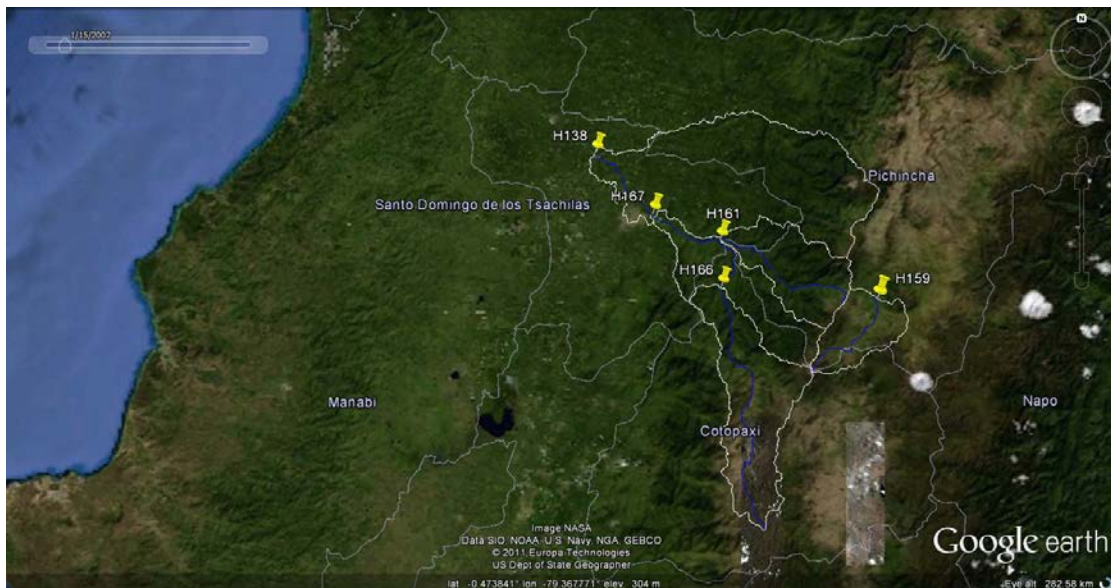 1/15/2002
N
H138
Pichincha
H167
Santo Domingo de los Tsáchilas
H161
H166
H159
Manabí
Napo
Cotopaxi
Image NASA
Data SIO, NOAA, U.S. Navy, NGA, GEBCO
© 2011 Europa Technologies
US Dept of State Geographer
Google earth
lat -0.473841° lon -79.367771° elev 304 m
Eye alt 282.58 km